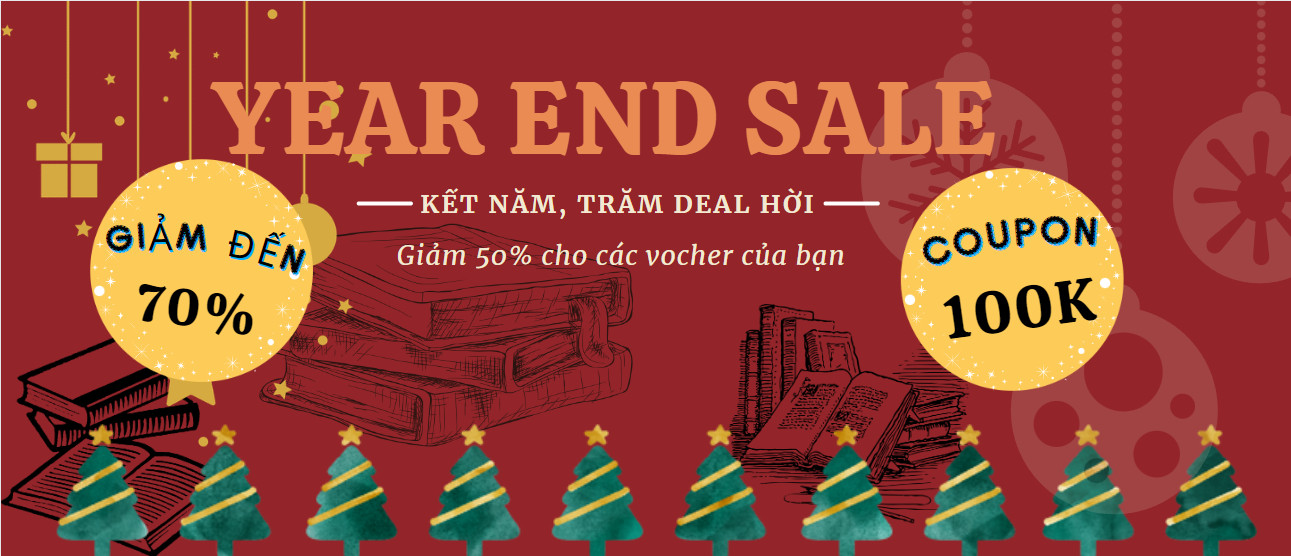 YEAR END SALE
KẾT NĂM, TRĂM DEAL HỜI
Giảm 50% cho các vocher của bạn
GIẢM ĐẾN
70%
COUPON
100K